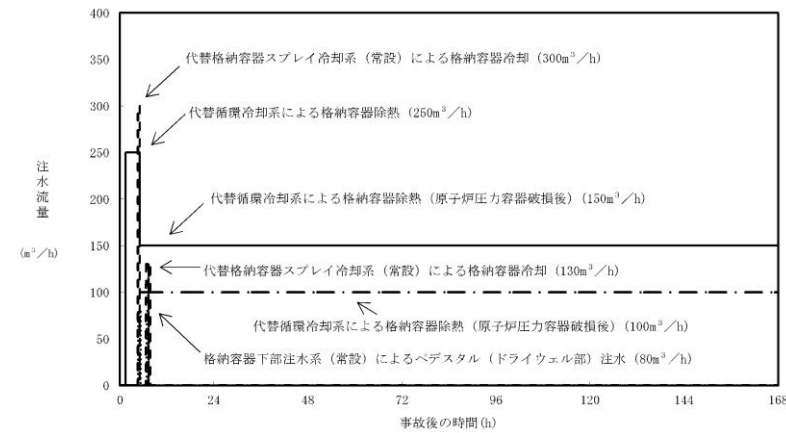 400
代替格納容器スプレイ冷却系（常設）による格納容器冷却（300m³／h）
350
300
代替循環冷却系による格納容器除熱（250m³／h）
250
注水流量
(m³／h)
200
代替循環冷却系による格納容器除熱（原子炉圧力容器破損後）（150m³／h）
150
代替格納容器スプレイ冷却系（常設）による格納容器冷却（130m³／h）
100
代替循環冷却系による格納容器除熱（原子炉圧力容器破損後）（100m³／h）
50
格納容器下部注水系（常設）によるペデスタル（ドライウェル部）注水（80m³／h）
0
0 24 48 72 96 120 144 168
事故後の時間(h)